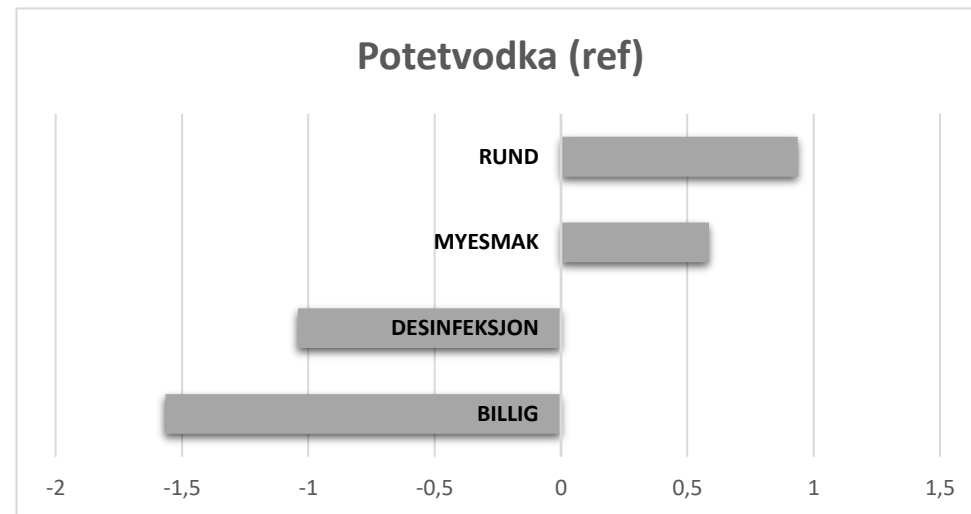 Potetvodka (ref)
RUND
MYESMAK
DESINFEKSJON
BILLIG
-2 -1,5 -1 -0,5 0 0,5 1 1,5